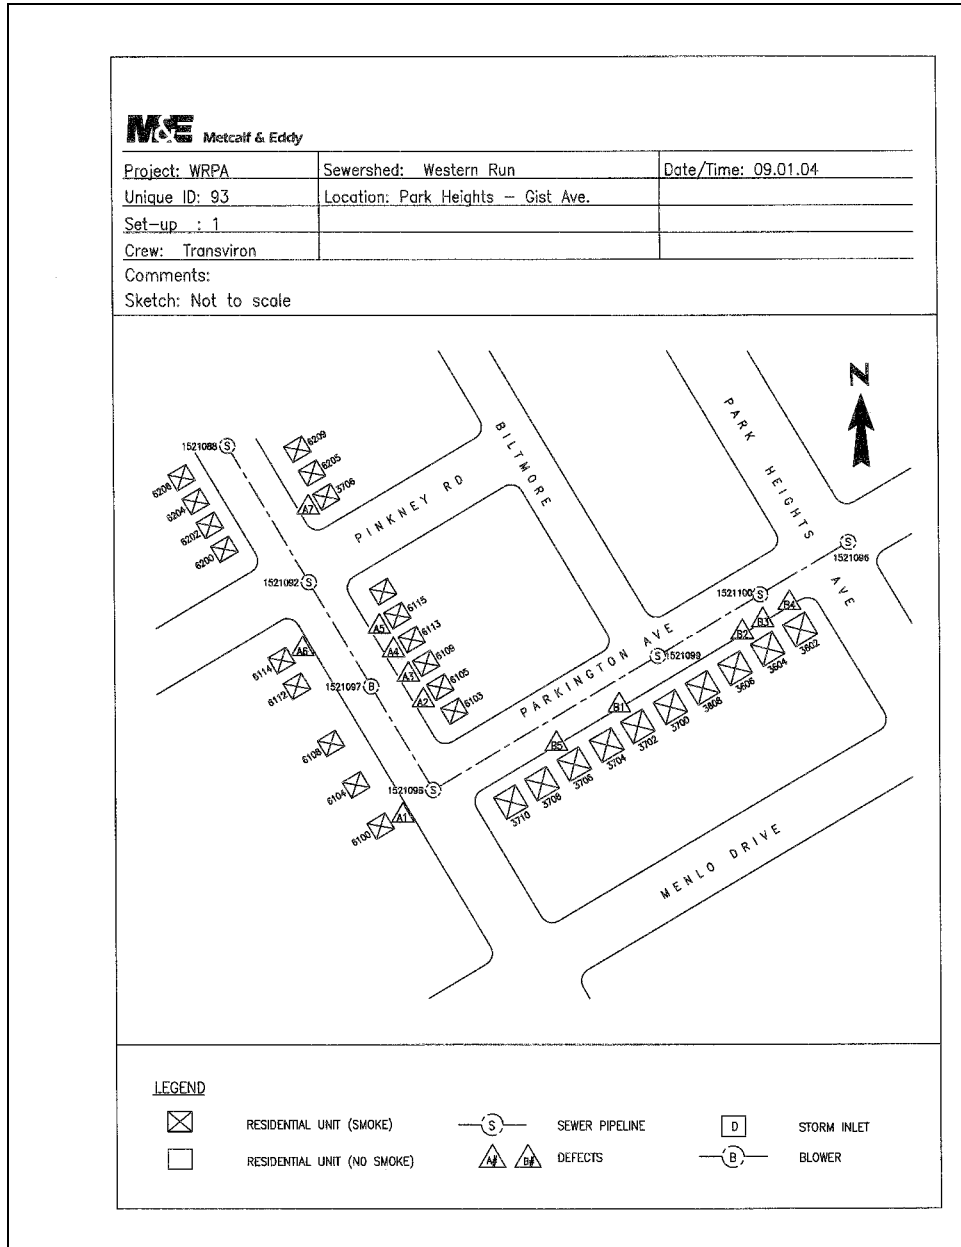 M&E Metcalf & Eddy
Project: WRPA
Sewershed: Western Run
Date/Time: 09.01.04
Unique ID: 93
Location: Park Heights – Gist Ave.
Set-up : 1
Crew: Transviron
Comments:
Sketch: Not to scale
N
PARK HEIGHTS AVE
BILTMORE
PINKNEY RD
PARKINGTON AVE
MENLO DRIVE
1521088
S
6209
6205
3706
A7
6206
6204
6202
6200
1521092
S
6115
6113
6109
6105
6103
A5
A4
A3
A2
A6
6114
6112
1521097
B
6108
6104
6100
A1
S
S
1521096
1521100
S
S
1521099
B4
B3
B2
B1
B5
3602
3604
3606
3608
3700
3702
3704
3706
3708
3710
LEGEND
RESIDENTIAL UNIT (SMOKE)
S
SEWER PIPELINE
D
STORM INLET
RESIDENTIAL UNIT (NO SMOKE)
A# B#
DEFECTS
B
BLOWER